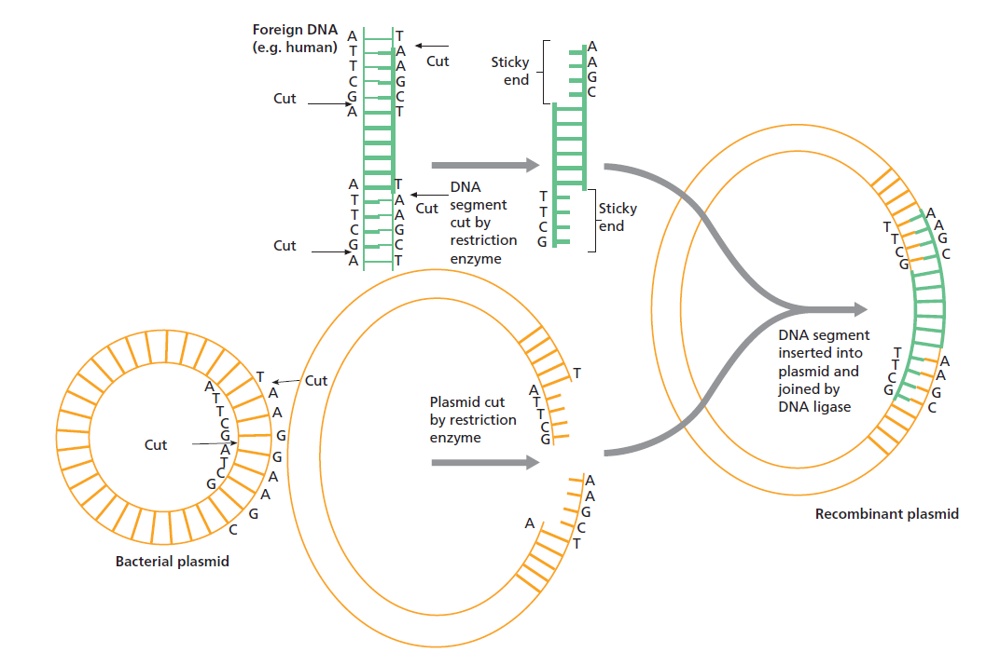 Foreign DNA
(e.g. human)
A T
T A
T A
C G
G C
A T
Cut
Cut
A T
T A
T A
C G
G C
A T
Cut
Cut
DNA
segment
cut by
restriction
enzyme
Sticky
end
A
A
G
C
T
T
C
G
Sticky
end
Cut
Cut
A
T
T
C
G
A
T
C
G
T
A
A
G
G
A
A
G
C
Bacterial plasmid
Plasmid cut
by restriction
enzyme
T
A
T
T
C
G
A
A
G
C
T
A
T
T
C
G
A
A
G
C
DNA segment
inserted into
plasmid and
joined by
DNA ligase
T
T
C
G
A
A
G
C
Recombinant plasmid